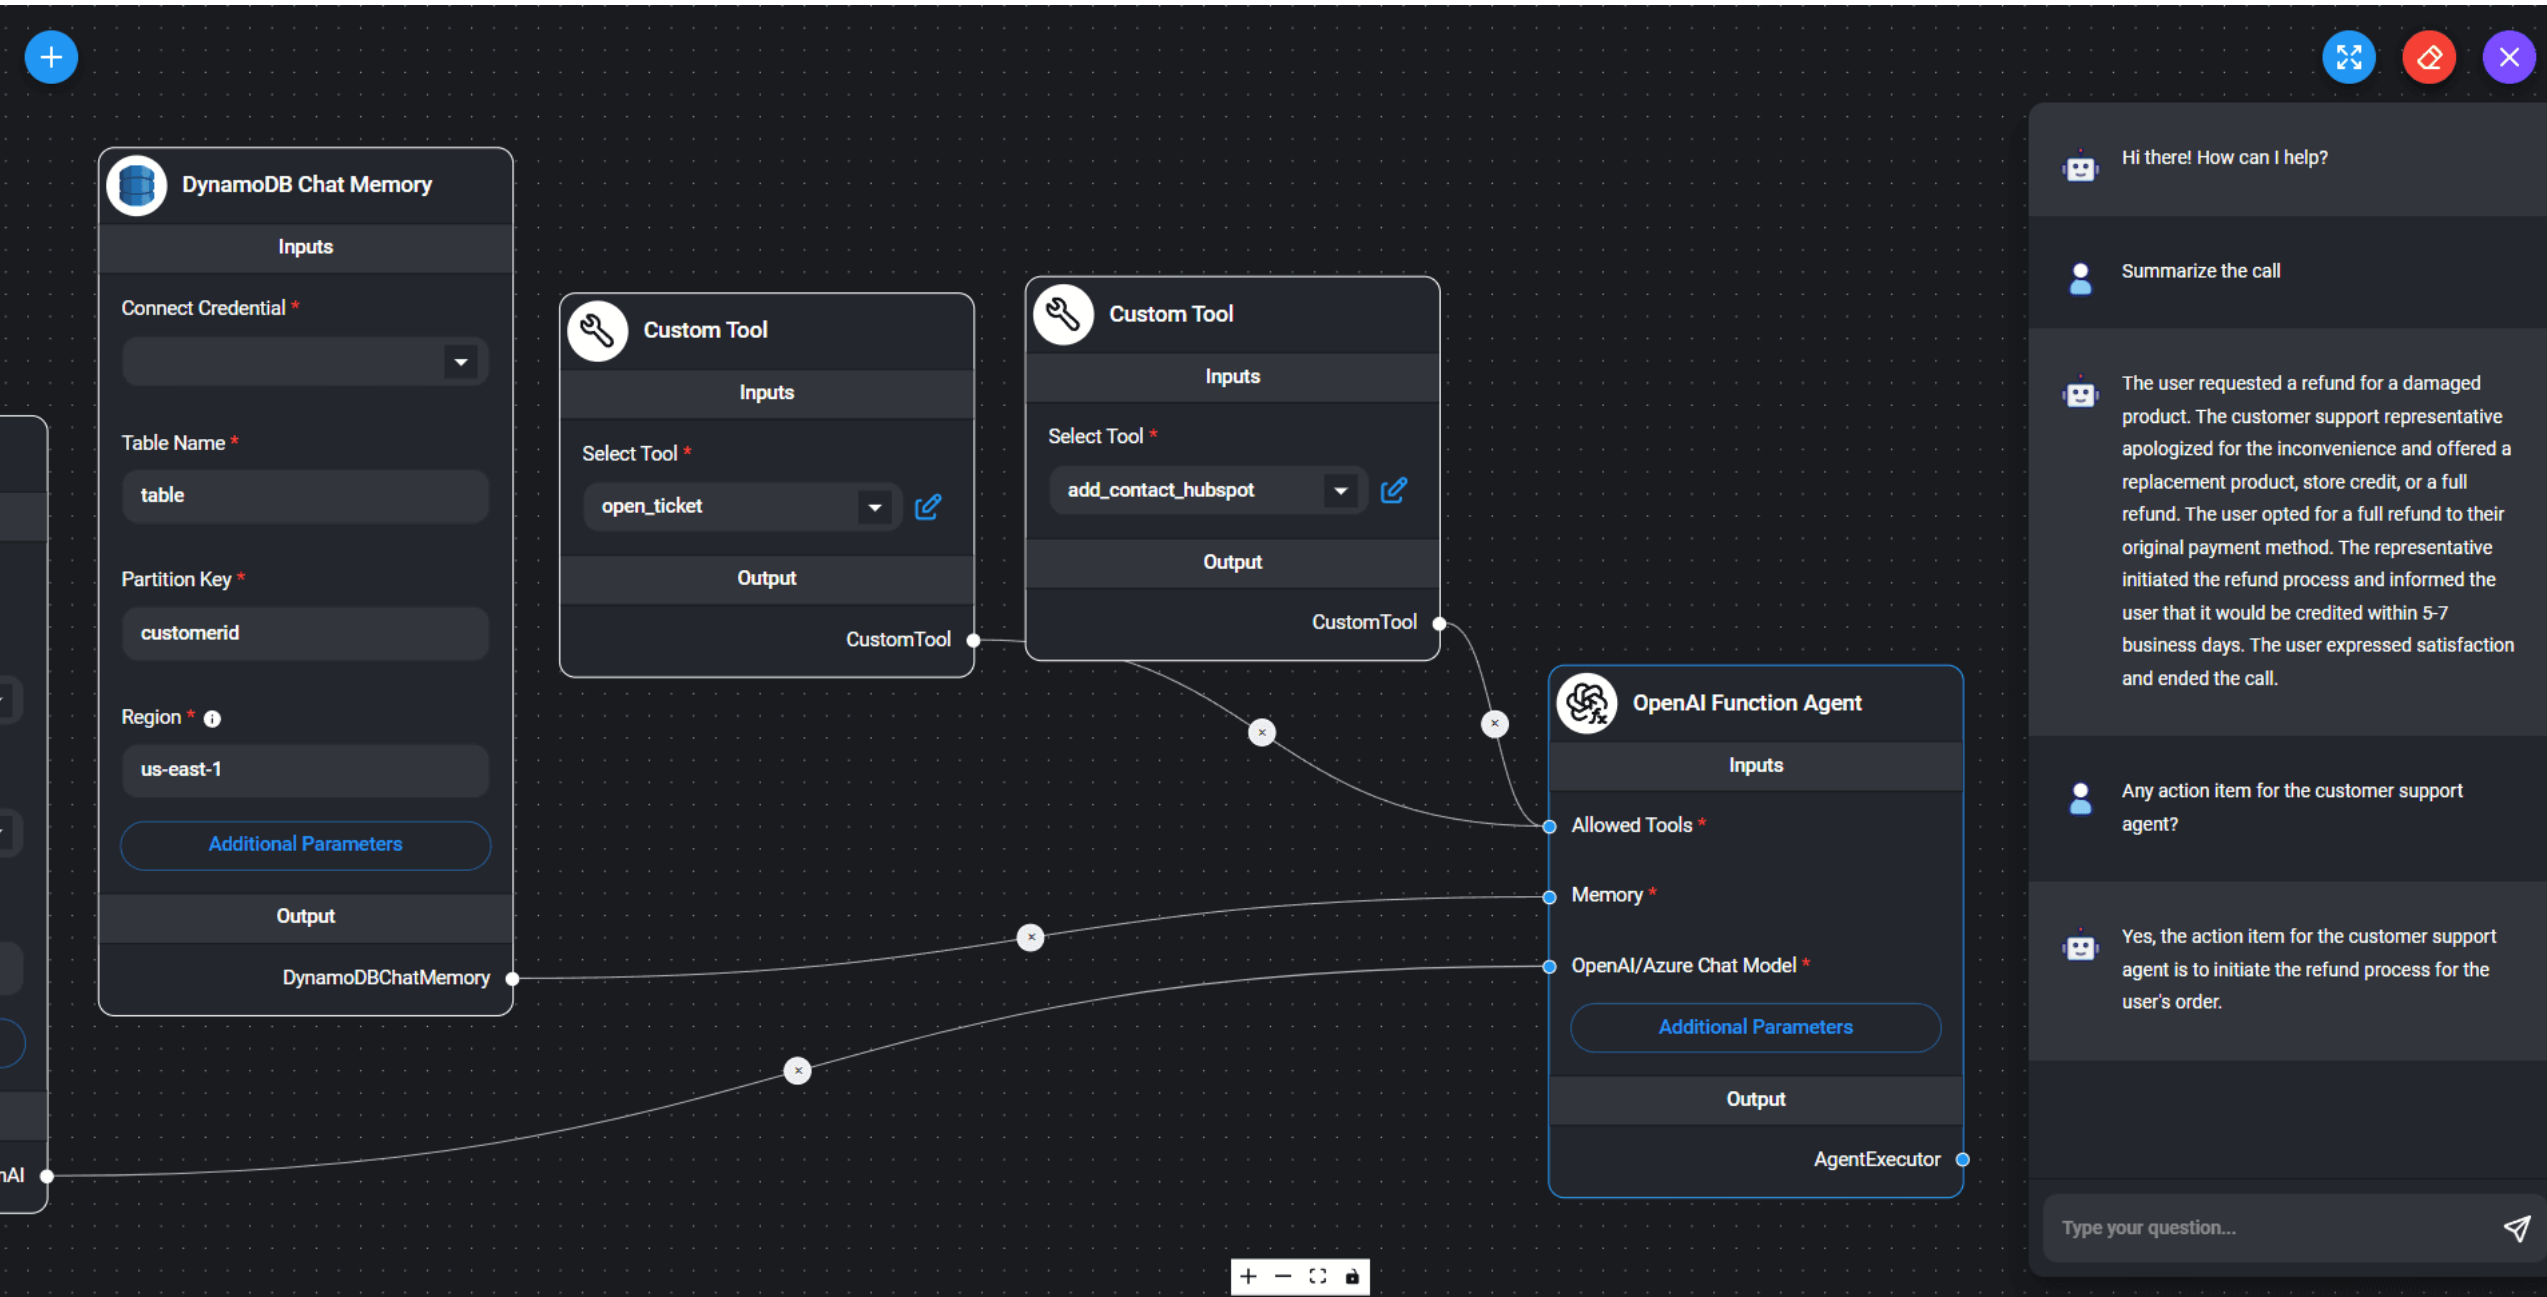 DynamoDB Chat Memory
Inputs
Connect Credential *
Table Name *
table
Partition Key *
customerid
Region *
us-east-1
Additional Parameters
Output
DynamoDBChatMemory
Custom Tool
Inputs
Select Tool *
open_ticket
Output
CustomTool
Custom Tool
Inputs
Select Tool *
add_contact_hubspot
Output
CustomTool
OpenAI Function Agent
Inputs
Allowed Tools *
Memory *
OpenAI/Azure Chat Model *
Additional Parameters
Output
AgentExecutor
nAI
Hi there! How can I help?
Summarize the call
The user requested a refund for a damaged
product. The customer support representative
apologized for the inconvenience and offered a
replacement product, store credit, or a full
refund. The user opted for a full refund to their
original payment method. The representative
initiated the refund process and informed the
user that it would be credited within 5-7
business days. The user expressed satisfaction
and ended the call.
Any action item for the customer support
agent?
Yes, the action item for the customer support
agent is to initiate the refund process for the
user's order.
Type your question...